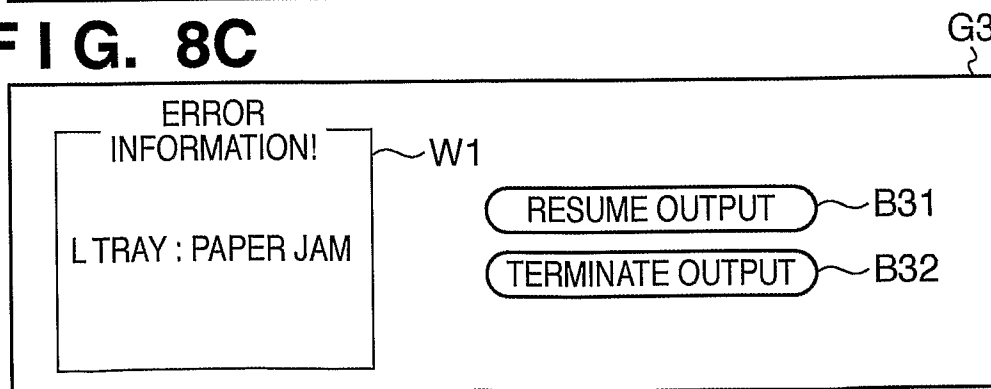 FIG. 8C
G3
ERROR
INFORMATION!
W1
L TRAY : PAPER JAM
RESUME OUTPUT
B31
TERMINATE OUTPUT
B32